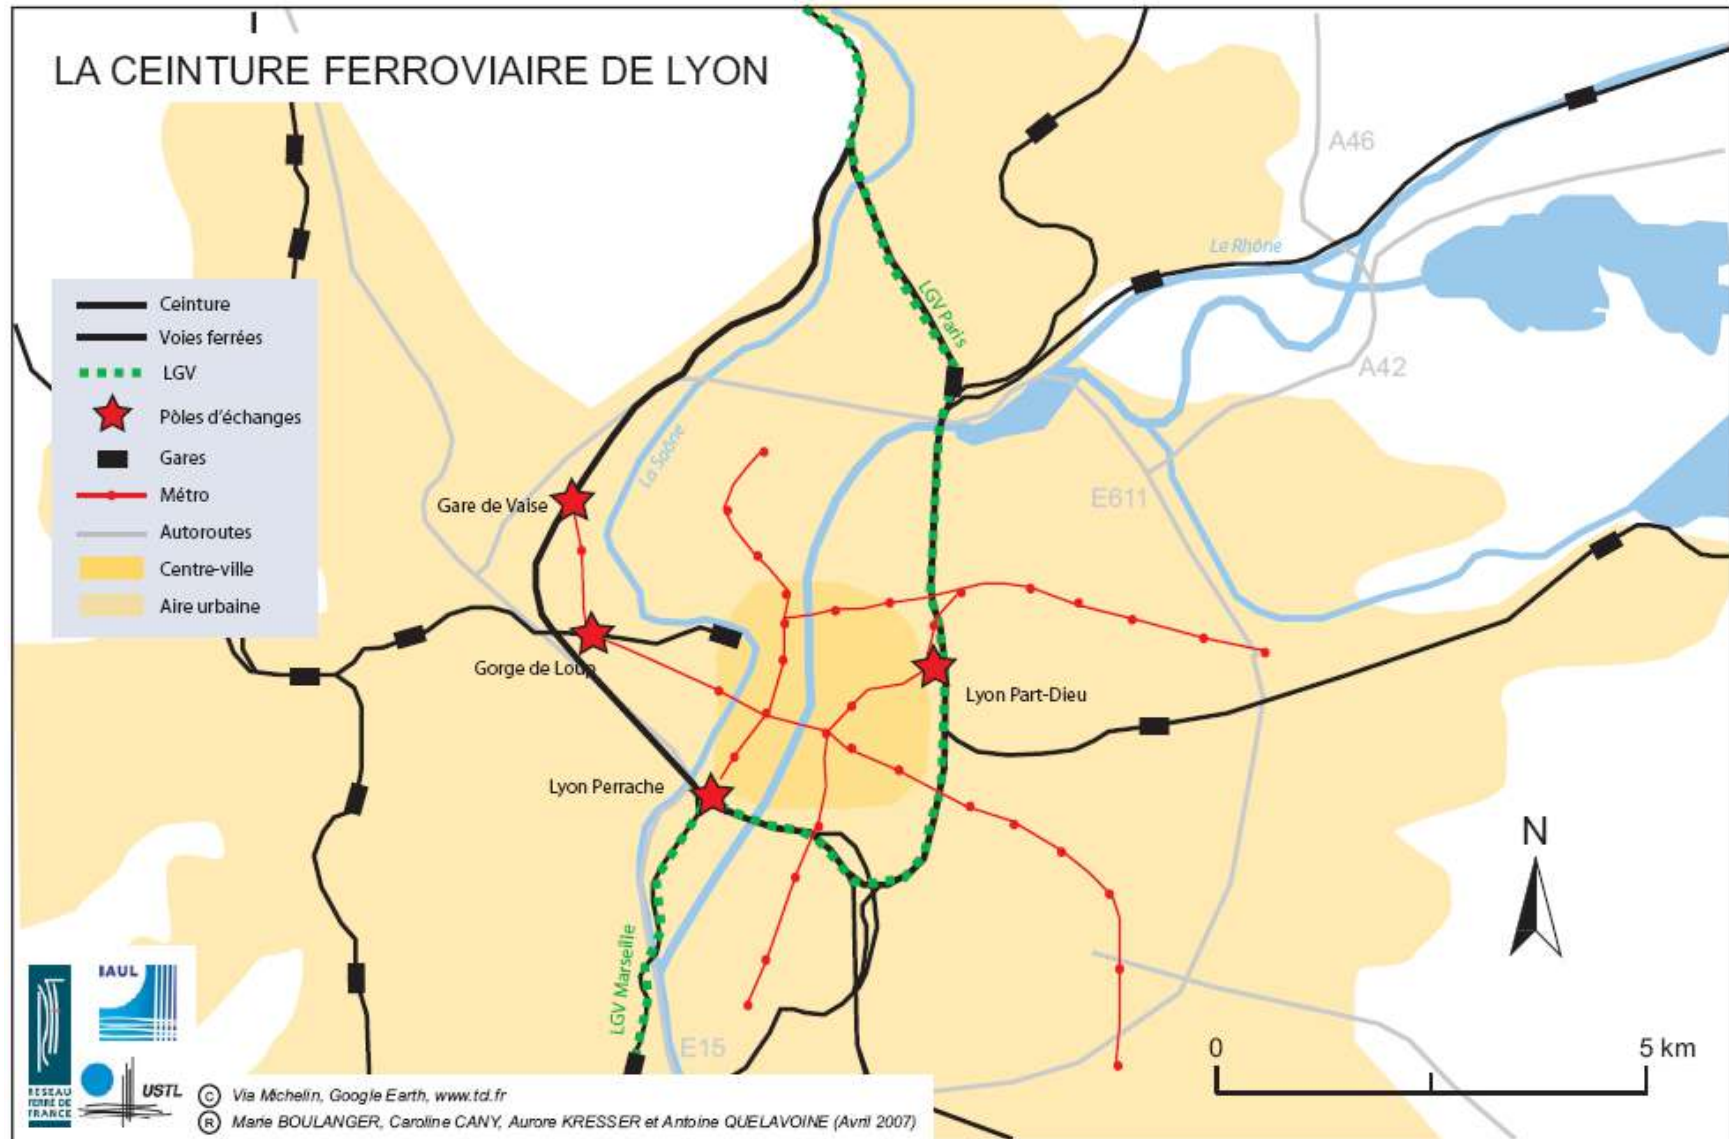 LA CEINTURE FERROVIAIRE DE LYON
A46
Le Rhône
Ceinture
Voies ferrées
LGV
Pôles d'échanges
Gares
Métro
Autoroutes
Centre-ville
Aire urbaine
LGV Paris
A42
La Saône
E611
Gare de Vaise
Gorge de Loup
Lyon Part-Dieu
Lyon Perrache
N
LGV Marseille
E15
0
5 km
IAUL
RESEAU
FERRE DE
FRANCE
USTL
C Via Michelin, Google Earth, www.tcl.fr
R Marie BOULANGER, Caroline CANY, Aurore KRESSER et Antoine QUELAVOINE (Avril 2007)